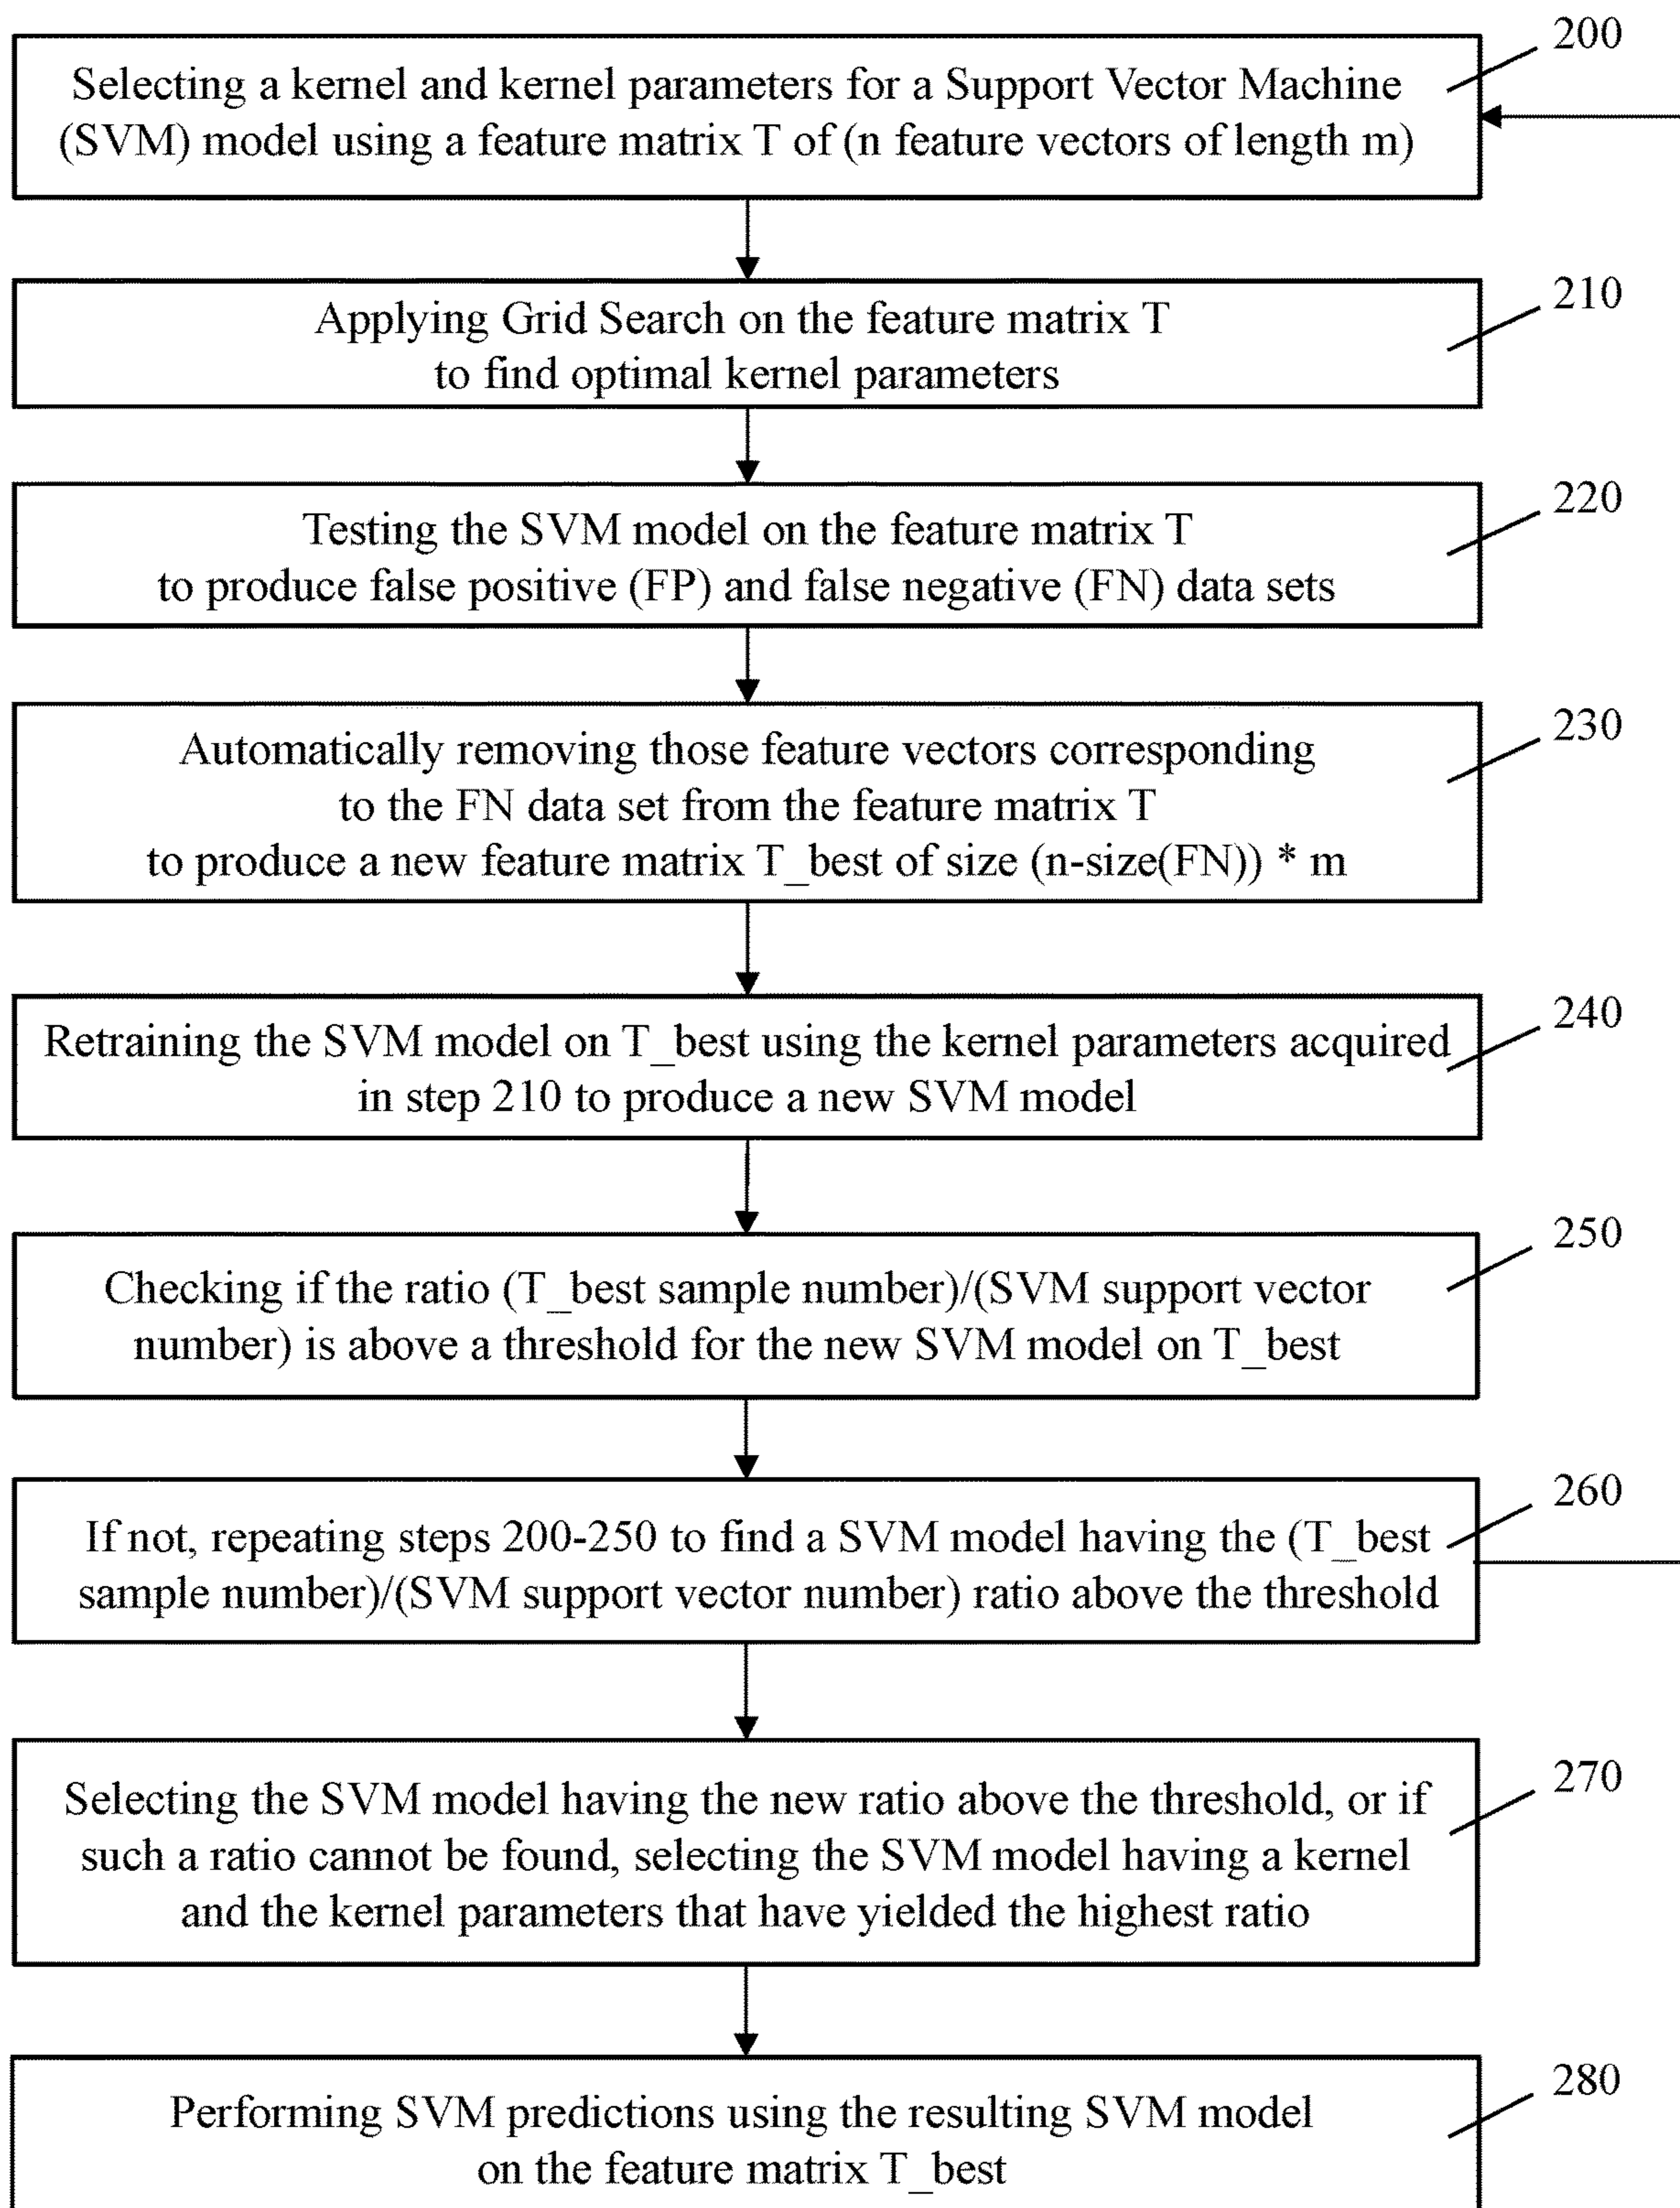 200
Selecting a kernel and kernel parameters for a Support Vector Machine
(SVM) model using a feature matrix T of (n feature vectors of length m)
210
Applying Grid Search on the feature matrix T
to find optimal kernel parameters
220
Testing the SVM model on the feature matrix T
to produce false positive (FP) and false negative (FN) data sets
230
Automatically removing those feature vectors corresponding
to the FN data set from the feature matrix T
to produce a new feature matrix T_best of size (n-size(FN)) * m
240
Retraining the SVM model on T_best using the kernel parameters acquired
in step 210 to produce a new SVM model
250
Checking if the ratio (T_best sample number)/(SVM support vector
number) is above a threshold for the new SVM model on T_best
260
If not, repeating steps 200-250 to find a SVM model having the (T_best
sample number)/(SVM support vector number) ratio above the threshold
270
Selecting the SVM model having the new ratio above the threshold, or if
such a ratio cannot be found, selecting the SVM model having a kernel
and the kernel parameters that have yielded the highest ratio
280
Performing SVM predictions using the resulting SVM model
on the feature matrix T_best